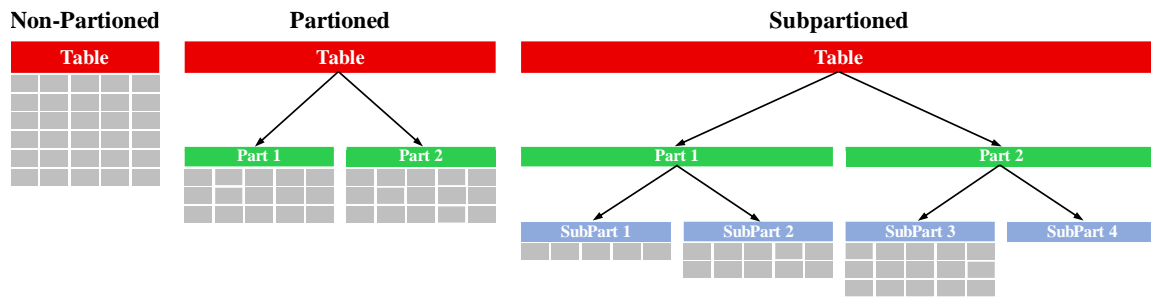 Non-Partioned
Partioned
Subpartioned
Table
Table
Table
Part 1
Part 2
Part 1
Part 2
SubPart 1
SubPart 2
SubPart 3
SubPart 4